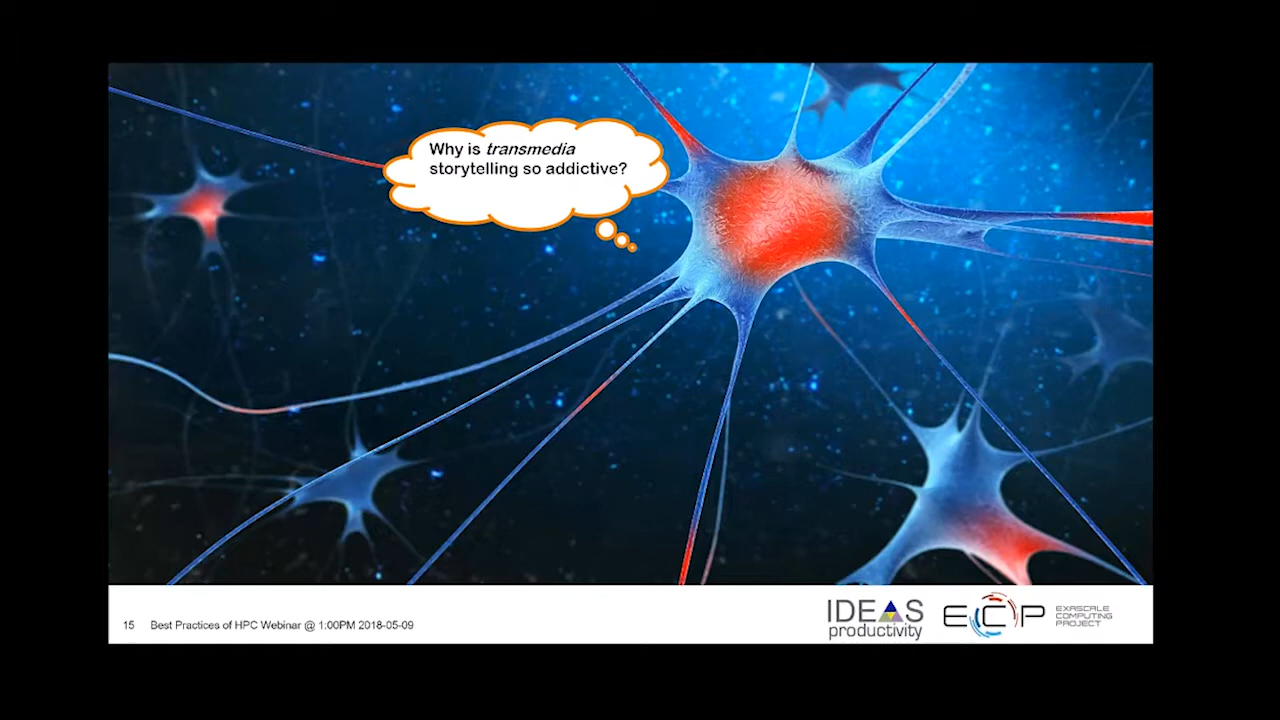 Why is transmedia
storytelling so addictive?
15 Best Practices of HPC Webinar @ 1:00PM 2018-05-09
IDEAS
productivity
ECP
EXASCALE
COMPUTING
PROJECT